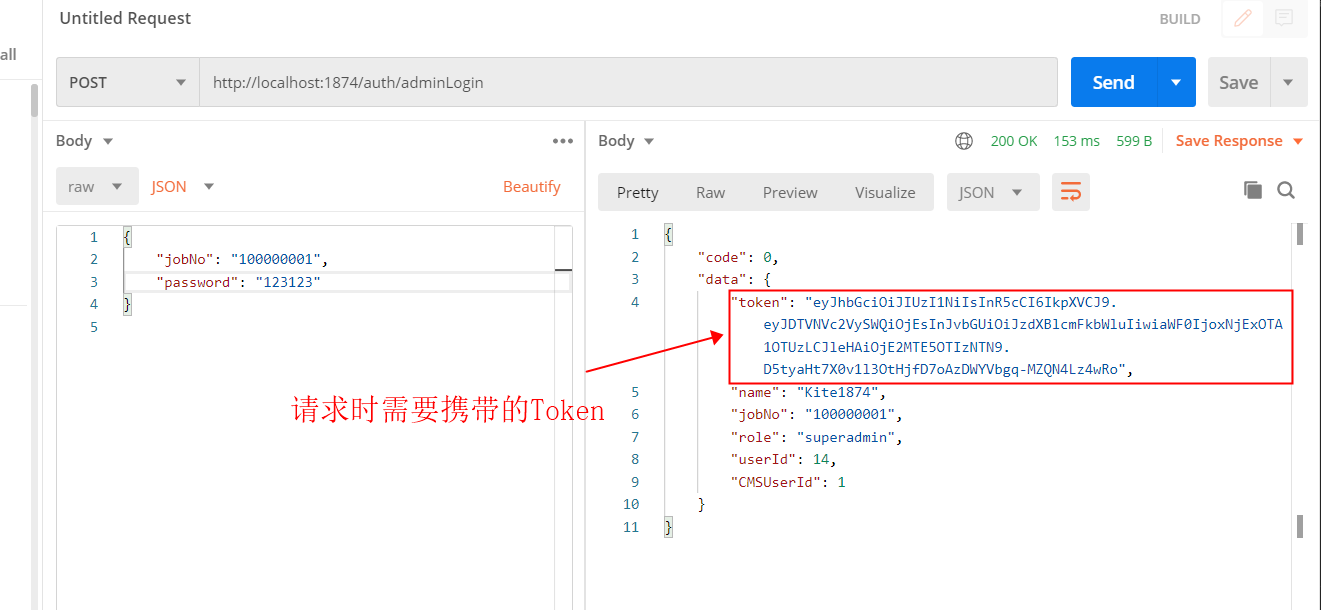 Untitled Request
BUILD
all
POST
http://localhost:1874/auth/adminLogin
Send
Save
Body
Body
200 OK
153 ms
599 B
Save Response
raw
JSON
Beautify
Pretty
Raw
Preview
Visualize
JSON
1 {
2 "jobNo": "100000001",
3 "password": "123123"
4 }
5
1 {
2 "code": 0,
3 "data": {
4 "token": "eyJhbGciOiJIUzI1NiIsInR5cCI6IkpXVCJ9.
eyJDTVNVc2VySWQiOjEsInJvbGUiOiJzdXBlcmFkbWluIiwiaWF0IjoxNjExOTA
1OTUzLCJleHAiOjE2MTE5OTIzNTN9.
D5tyaHt7X0v1l3OtHjfD7oAzDWYVbgq-MZQN4Lz4wRo",
5 "name": "Kite1874",
6 "jobNo": "100000001",
7 "role": "superadmin",
8 "userId": 14,
9 "CMSUserId": 1
10 }
11 }
请求时需要携带的Token